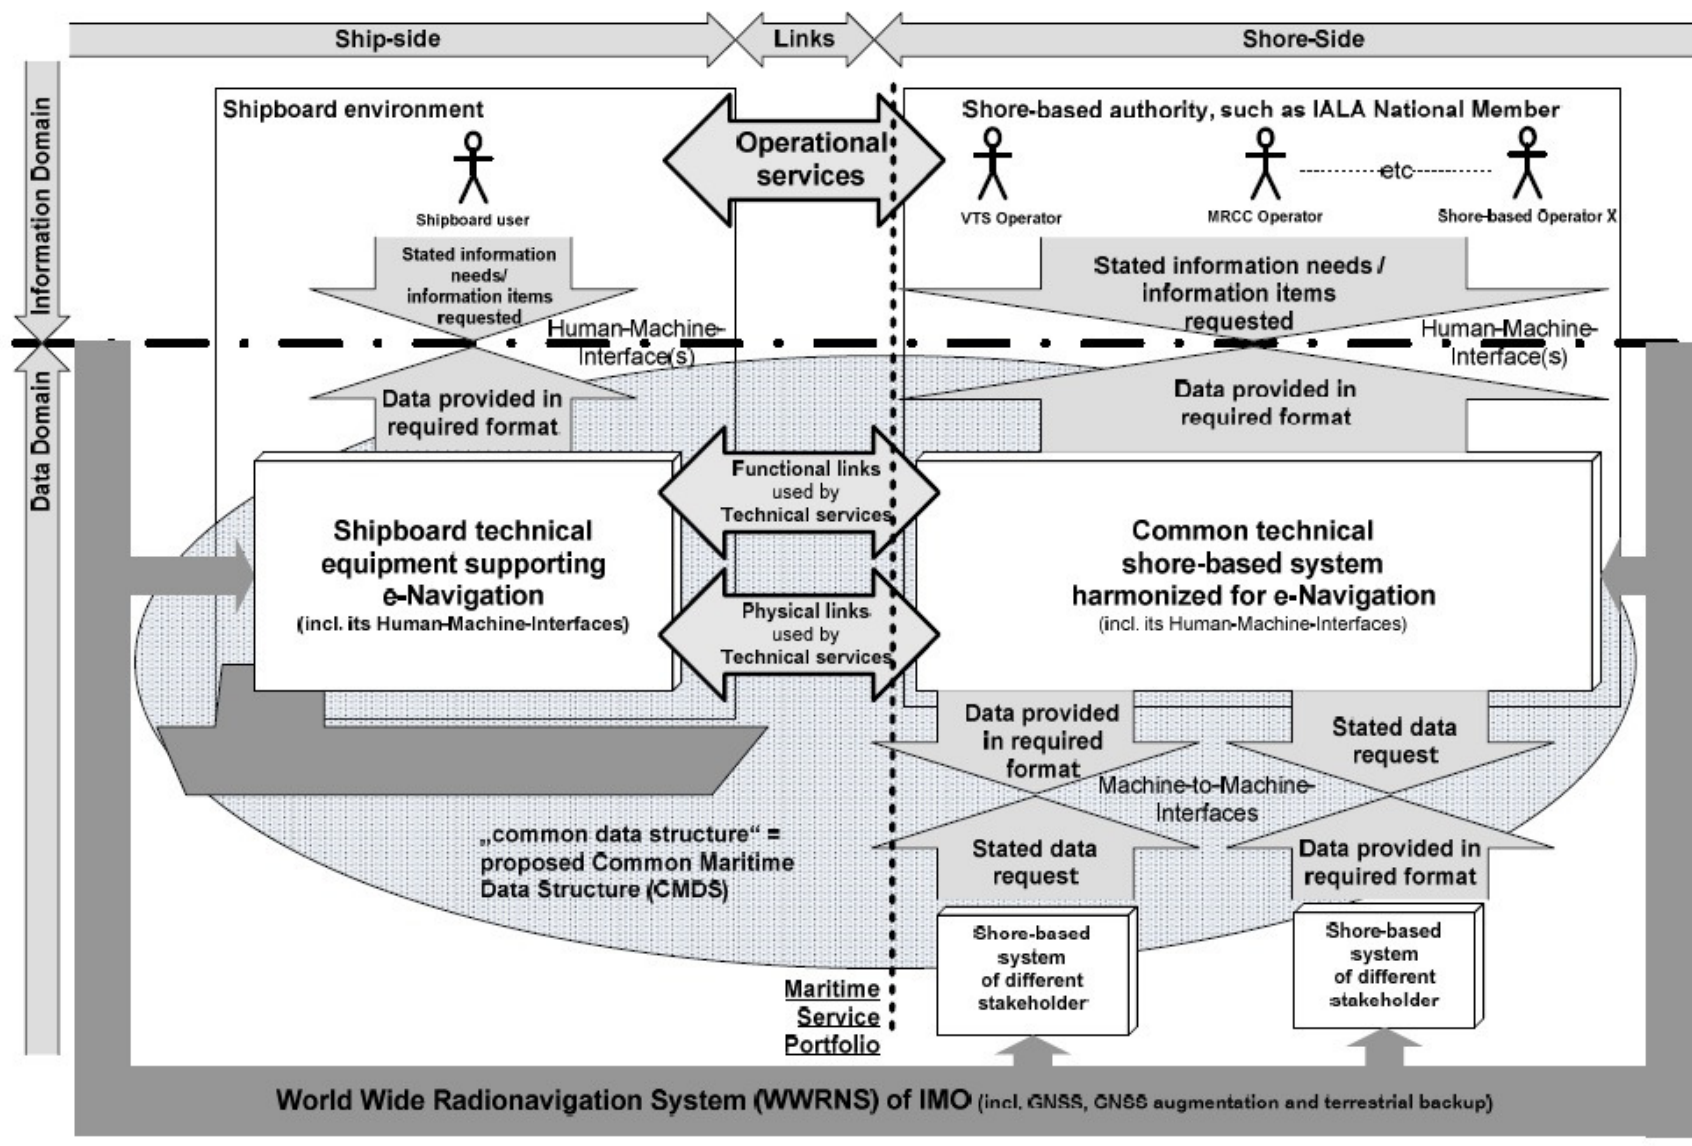 Ship-side
Links
Shore-Side
Information Domain
Data Domain
Shipboard environment
Shipboard user
Operational
services
Shore-based authority, such as IALA National Member
VTS Operator
MRCC Operator
etc
Shore-based Operator X
Stated information
needs/
information items
requested
Human-Machine-
Interface(s)
Stated information needs /
information items
requested
Human-Machine-
Interface(s)
Data provided in
required format
Data provided in
required format
Shipboard technical
equipment supporting
e-Navigation
(incl. its Human-Machine-Interfaces)
Functional links
used by
Technical services
Physical links
used by
Technical services
Common technical
shore-based system
harmonized for e-Navigation
(incl. its Human-Machine-Interfaces)
Data provided
in required
format
Stated data
request
Machine-to-Machine-
Interfaces
Stated data
request
Data provided in
required format
„common data structure“ =
proposed Common Maritime
Data Structure (CMDS)
Shore-based
system
of different
stakeholder
Shore-based
system
of different
stakeholder
Maritime
Service
Portfolio
World Wide Radionavigation System (WWRNS) of IMO (incl. GNSS, GNSS augmentation and terrestrial backup)